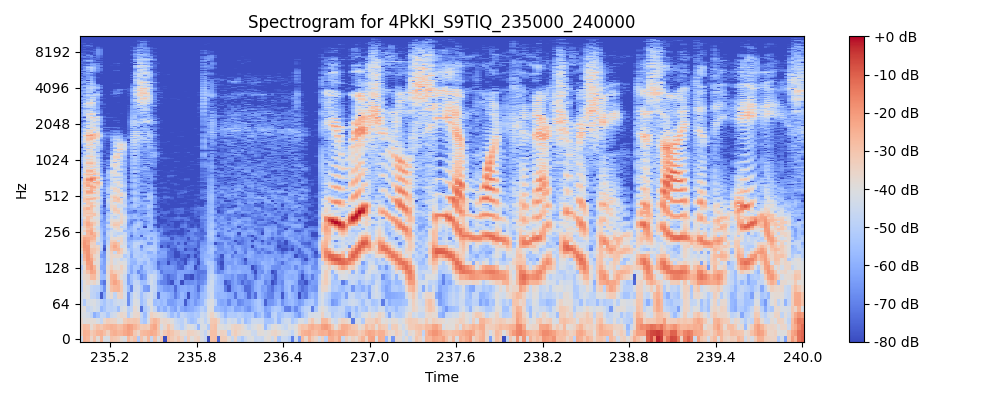 Spectrogram for 4PkKI_S9TIQ_235000_240000
8192
4096
2048
1024
512
256
128
64
0
Hz
235.2 235.8 236.4 237.0 237.6 238.2 238.8 239.4 240.0
Time
+0 dB
-10 dB
-20 dB
-30 dB
-40 dB
-50 dB
-60 dB
-70 dB
-80 dB